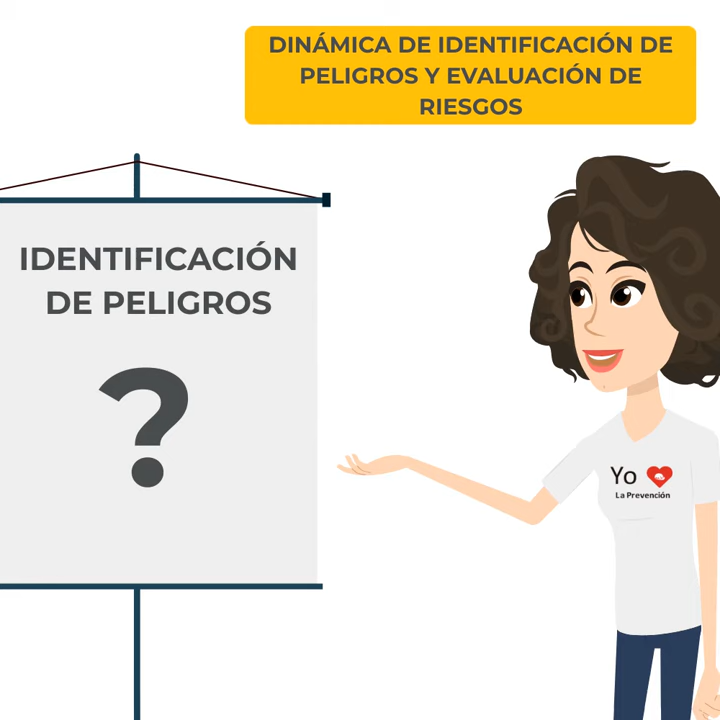 DINÁMICA DE IDENTIFICACIÓN DE
PELIGROS Y EVALUACIÓN DE
RIESGOS
IDENTIFICACIÓN
DE PELIGROS
?
Yo
La Prevención